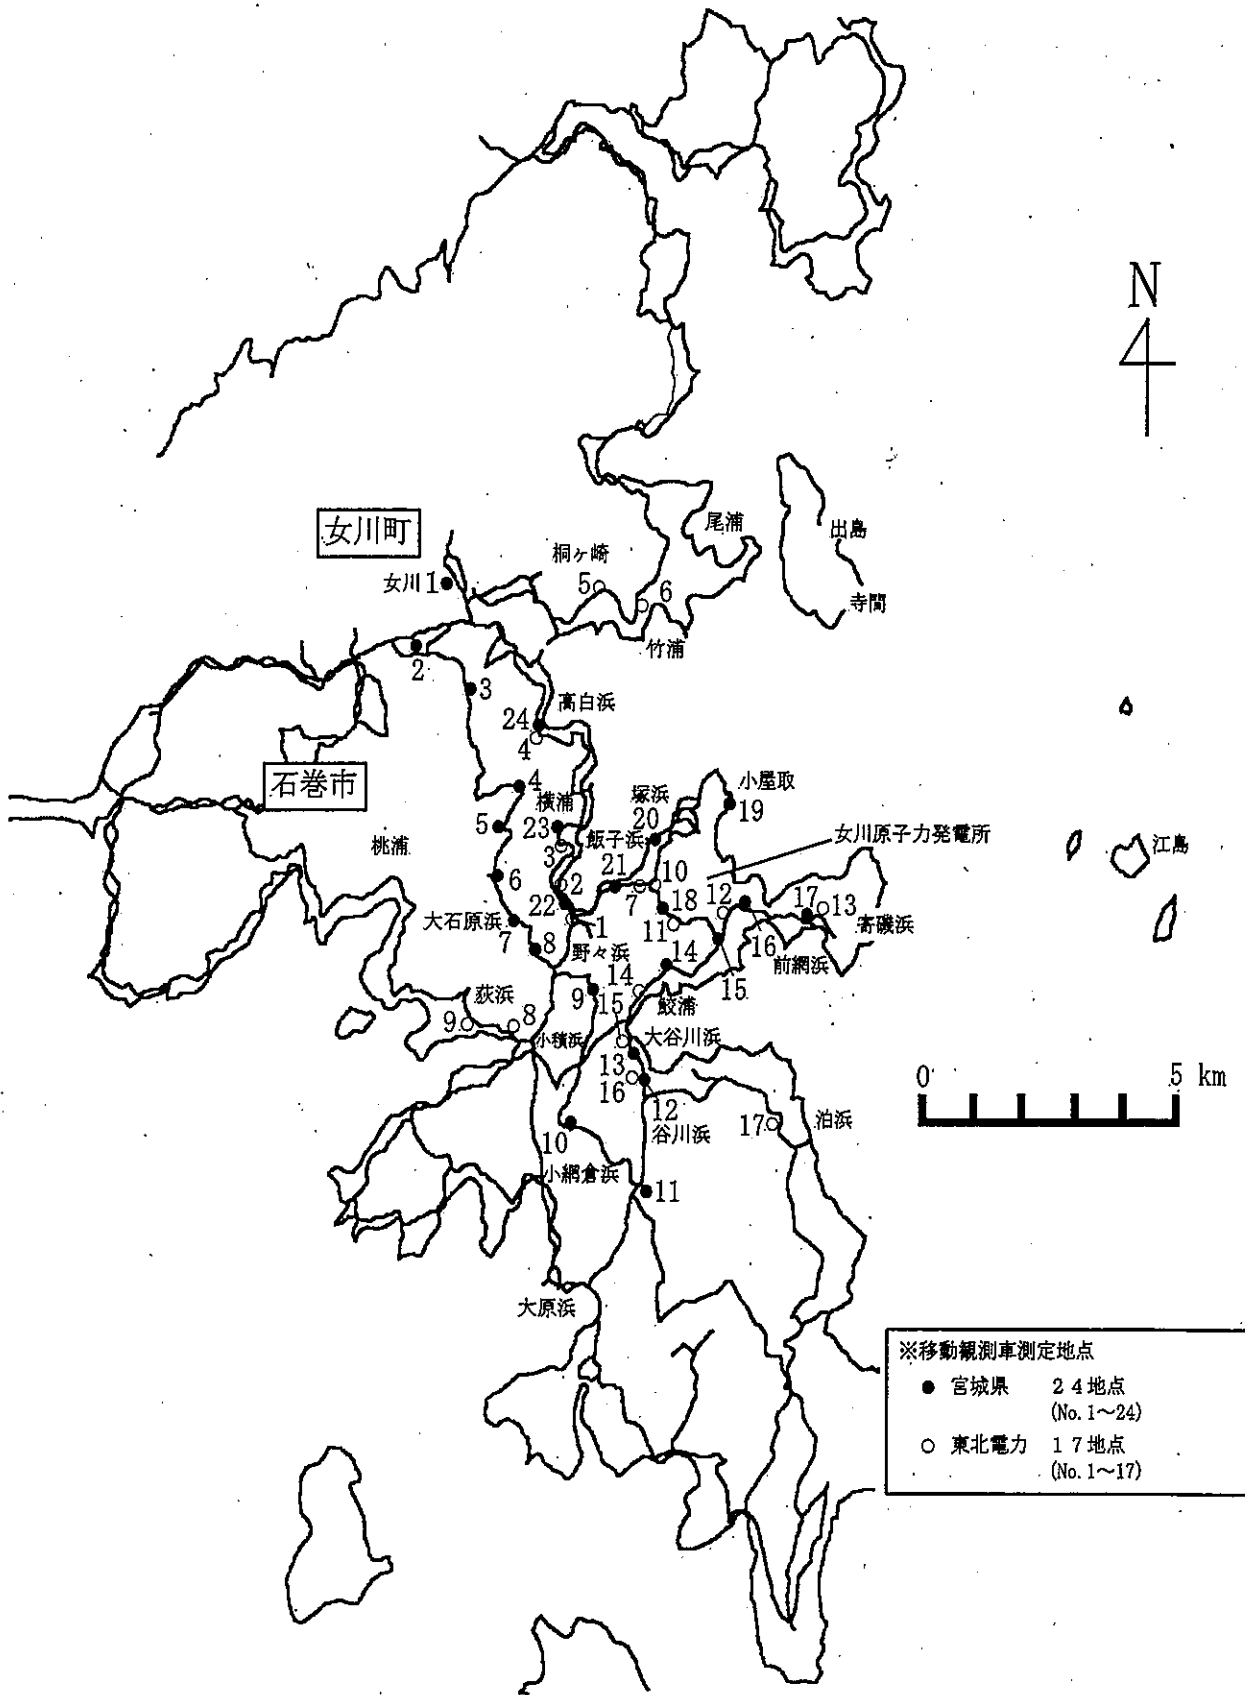 N
女川町
尾浦
出島
桐ヶ崎
女川 1
5
6
寺間
竹浦
2
3
高白浜
24
4
石巻市
4
横浦
塚浜
小屋取
19
5
23
20
飯子浜
女川原子力発電所
桃浦
3
江島
21
10
6
2
7
18
12
17
13
22
大石原浜
1
11
寄磯浜
7
8
野々浜
16
14
前網浜
15
14
9
15
鮫浦
荻浜
9
8
小積浜
大谷川浜
13
16
0
5 km
12
谷川浜
17
泊浜
10
小網倉浜
11
大原浜
※移動観測車測定地点
● 宮城県 24地点
(No.1～24)
○ 東北電力 17地点
(No.1～17)